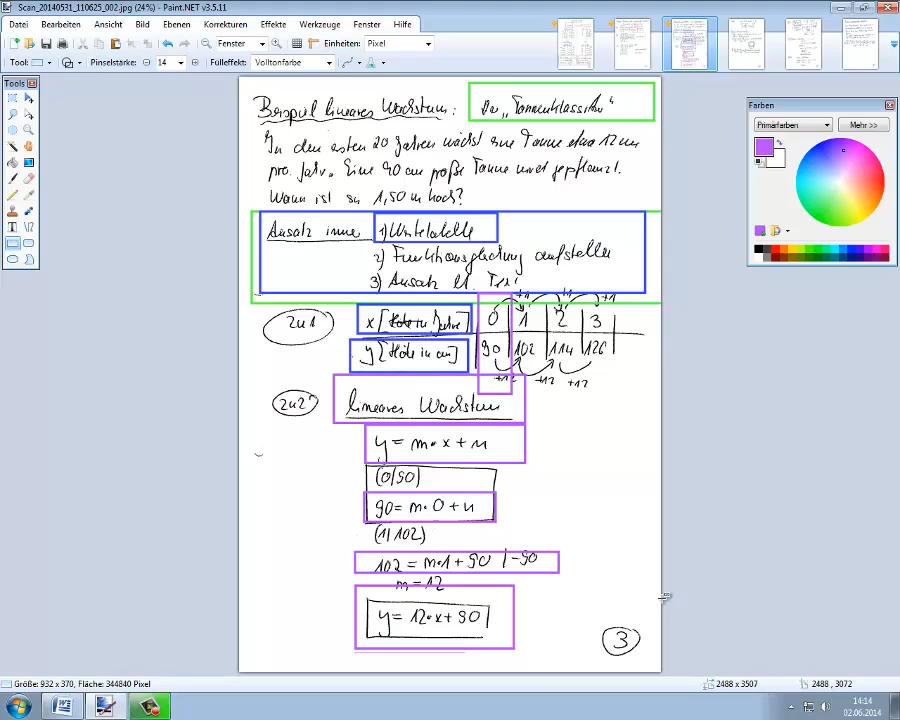 Scan_20140531_110625_002.jpg (24%) - Paint.NET v3.5.11
Datei Bearbeiten Ansicht Bild Ebenen Korrekturen Effekte Werkzeuge Fenster Hilfe
Fenster Einheiten: Pixel
Tool: Pinselstärke: 14 Fülleffekt: Volltonfarbe
Tools
Farben
Primärfarben Mehr >>
Beispiel lineares Wachstum: Der „Tannenklassiker“
In den ersten 20 Jahren wächst eine Tanne etwa 12 cm
pro Jahr. Eine 90 cm große Tanne wird gepflanzt.
Wann ist sie 1,50 m hoch?
Ansatz immer 1) Wertetabelle
2) Funktionsgleichung aufstellen
3) Ansatz lt. Text
+1 +1 +1
zu 1 x [Jahre] 0 1 2 3
y [Höhe in cm] 90 102 114 126
+12 +12 +12
zu 2 lineares Wachstum
y = m·x + n
(0|90)
90 = m·0 + n
(1|102)
102 = m·1 + 90 |-90
m = 12
y = 12·x + 90
3
Größe: 932 x 370, Fläche: 344840 Pixel 2488 x 3507 2488 , 3072
14:14
02.06.2014